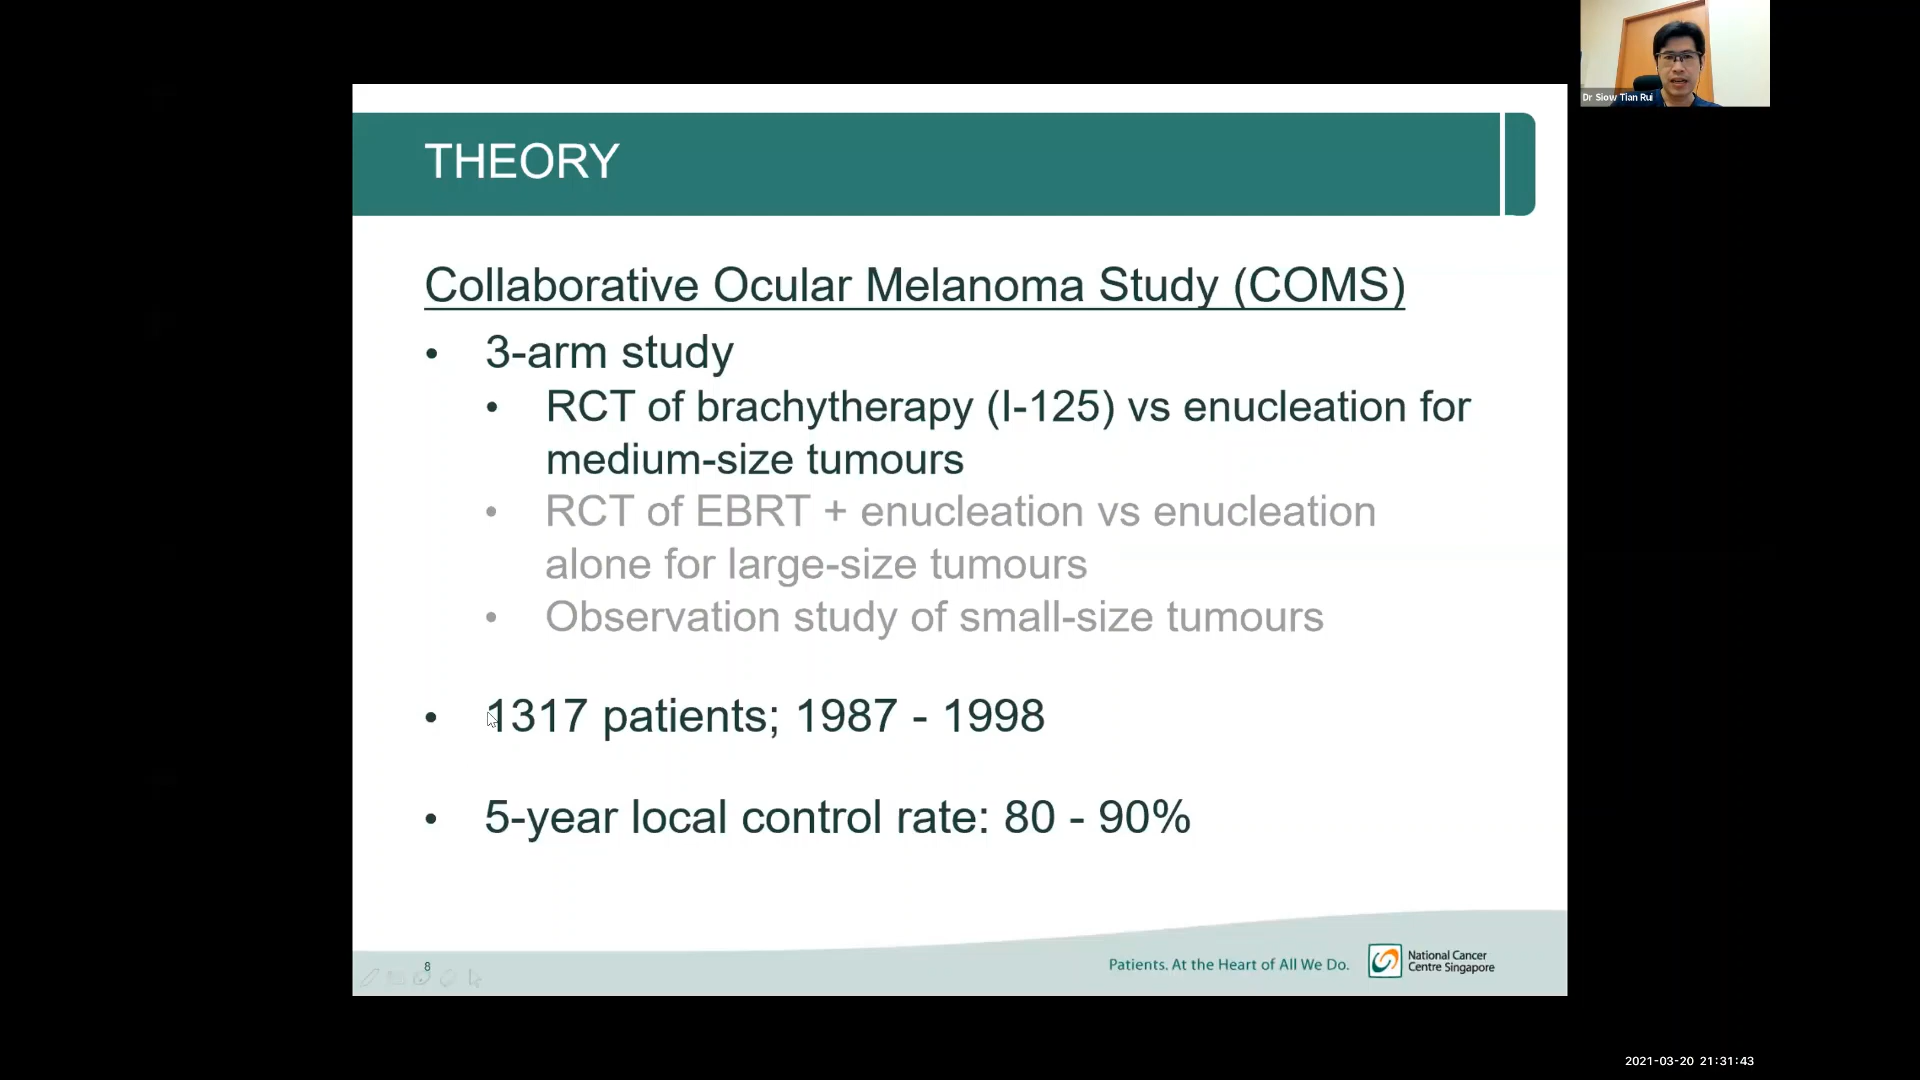 Dr Siow Tian Rui
THEORY
Collaborative Ocular Melanoma Study (COMS)
• 3-arm study
• RCT of brachytherapy (I-125) vs enucleation for
medium-size tumours
• RCT of EBRT + enucleation vs enucleation
alone for large-size tumours
• Observation study of small-size tumours
• 1317 patients; 1987 - 1998
• 5-year local control rate: 80 - 90%
8
Patients. At the Heart of All We Do.
National Cancer
Centre Singapore
2021-03-20 21:31:43